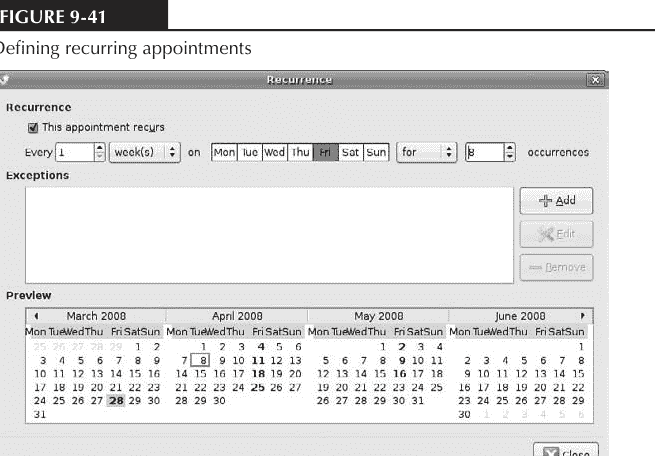 FIGURE 9-41
Defining recurring appointments
Recurrence
Recurrence
This appointment recurs
Every 1 week(s) on Mon Tue Wed Thu Fri Sat Sun for 8 occurrences
Exceptions
Add
Edit
Remove
Preview
March 2008 April 2008 May 2008 June 2008
Mon Tue Wed Thu Fri Sat Sun Mon Tue Wed Thu Fri Sat Sun Mon Tue Wed Thu Fri Sat Sun Mon Tue Wed Thu Fri Sat Sun
25 26 27 28 29 1 2 1 2 3 4 5 6 1 2 3 4 1
3 4 5 6 7 8 9 7 8 9 10 11 12 13 5 6 7 8 9 10 11 2 3 4 5 6 7 8
10 11 12 13 14 15 16 14 15 16 17 18 19 20 12 13 14 15 16 17 18 9 10 11 12 13 14 15
17 18 19 20 21 22 23 21 22 23 24 25 26 27 19 20 21 22 23 24 25 16 17 18 19 20 21 22
24 25 26 27 28 29 30 28 29 30 26 27 28 29 30 31 23 24 25 26 27 28 29
31 30 1 2 3 4 5 6
Close